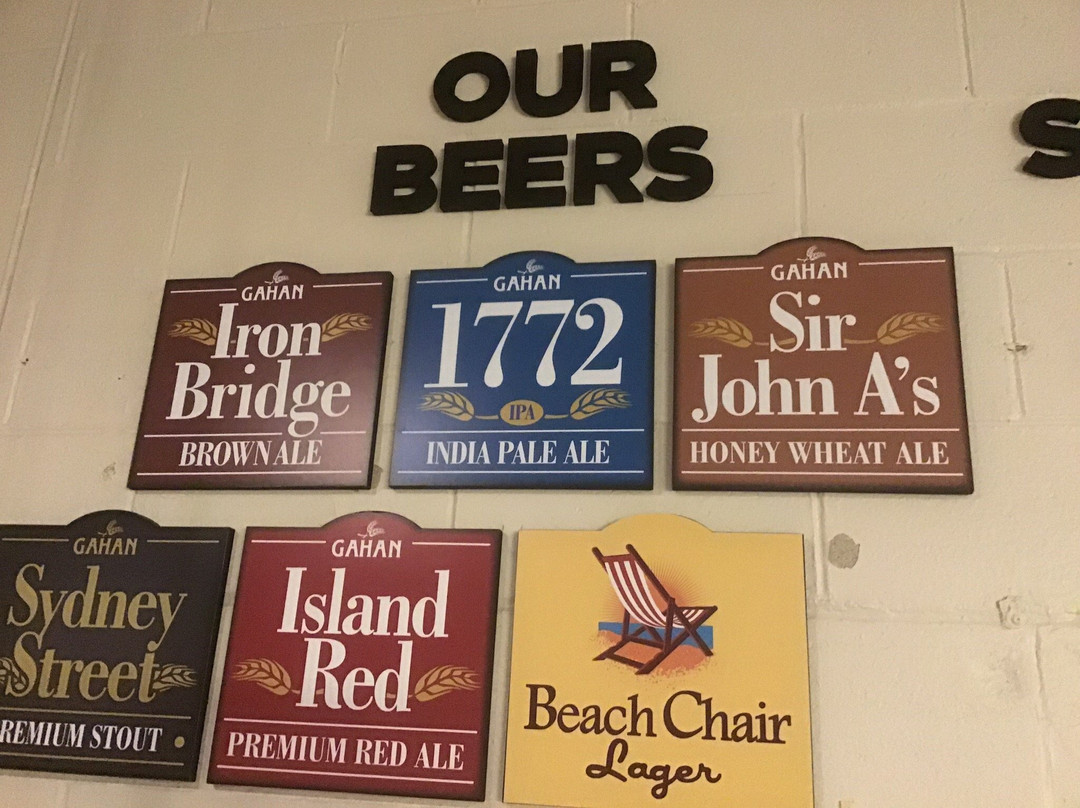 OUR
BEERS
S
GAHAN
Iron
Bridge
BROWN ALE
GAHAN
1772
IPA
INDIA PALE ALE
GAHAN
Sir
John A's
HONEY WHEAT ALE
GAHAN
Sydney
Street
REMIUM STOUT
GAHAN
Island
Red
PREMIUM RED ALE
Beach Chair
Lager